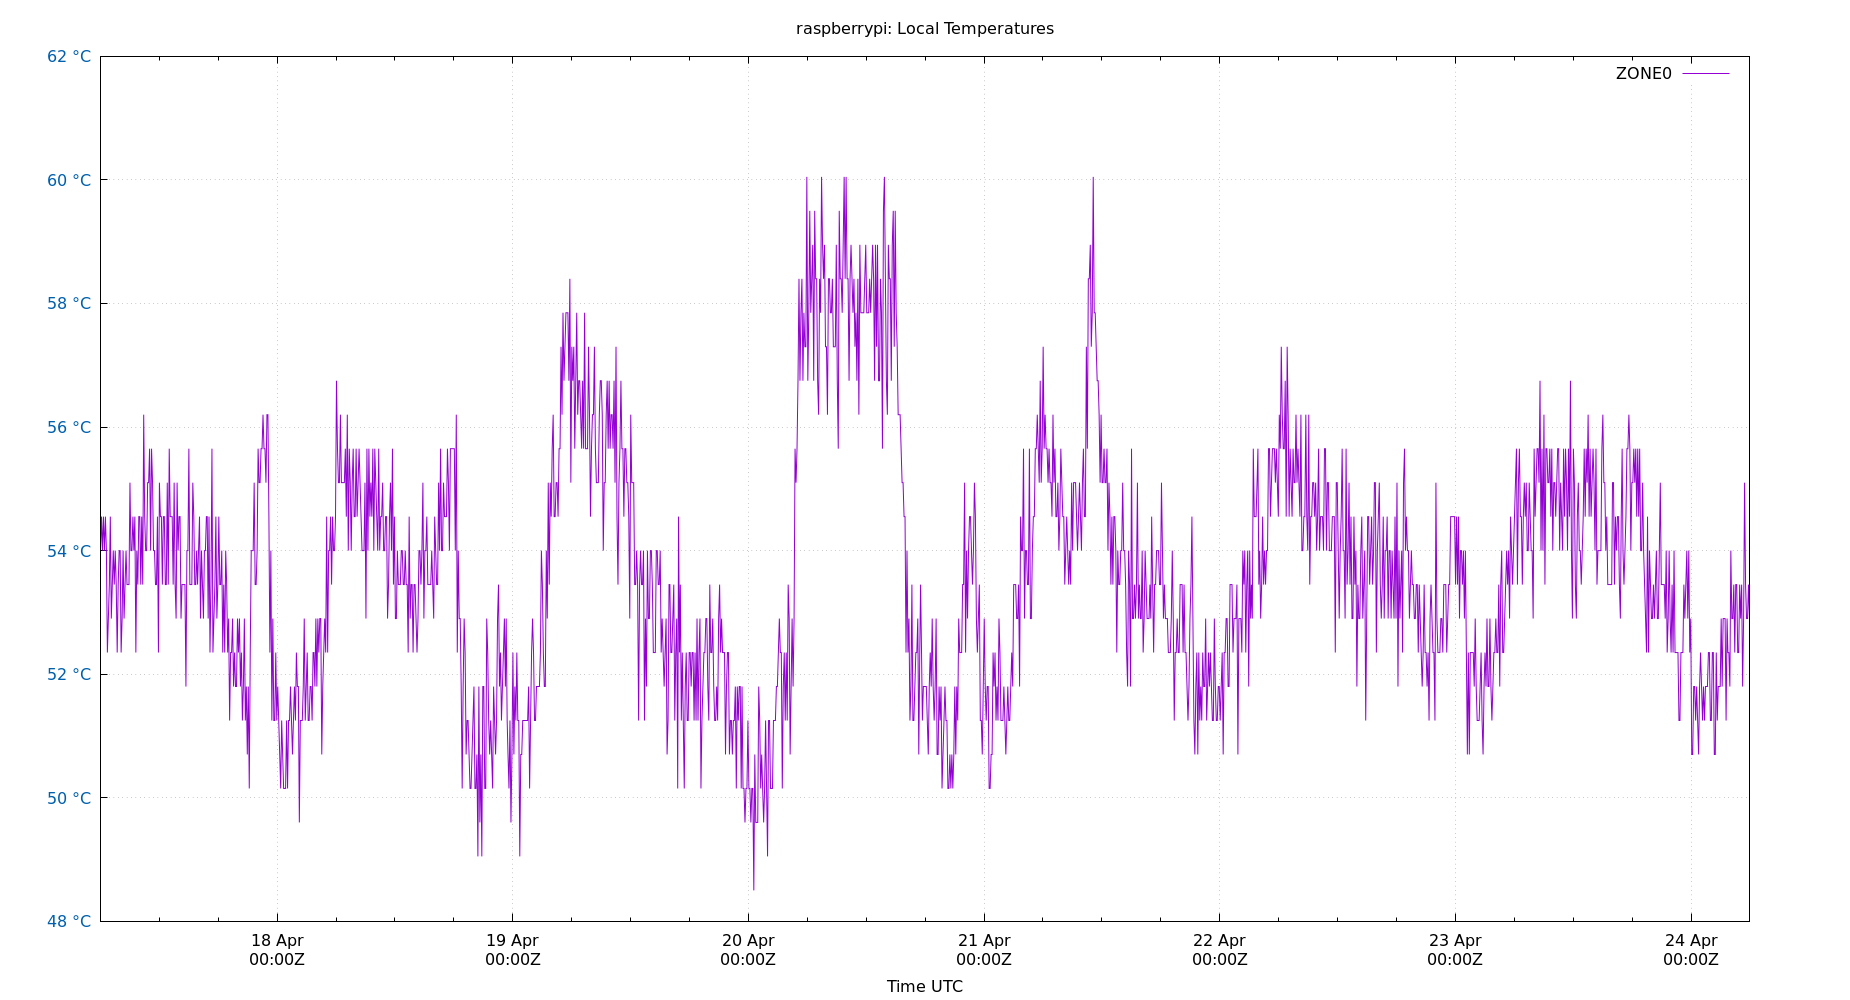 raspberrypi: Local Temperatures
62 °C
ZONE0
60 °C
58 °C
56 °C
54 °C
52 °C
50 °C
48 °C
18 Apr 19 Apr 20 Apr 21 Apr 22 Apr 23 Apr 24 Apr
00:00Z 00:00Z 00:00Z 00:00Z 00:00Z 00:00Z 00:00Z
Time UTC